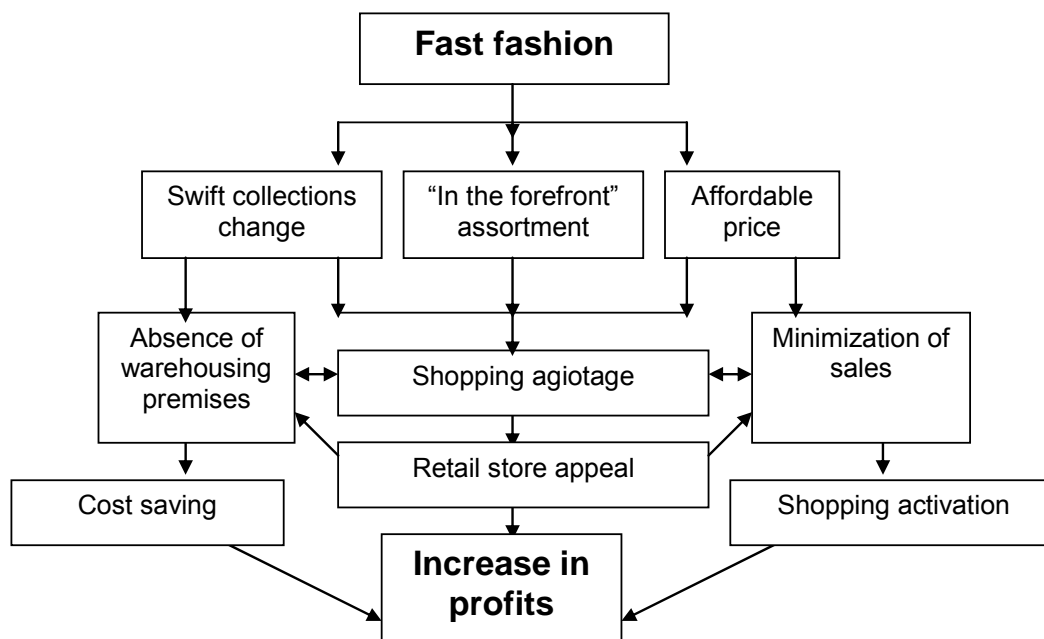 Fast fashion
Swift collections
change
“In the forefront”
assortment
Affordable
price
Absence of
warehousing
premises
Shopping agiotage
Minimization of
sales
Retail store appeal
Cost saving
Shopping activation
Increase in
profits